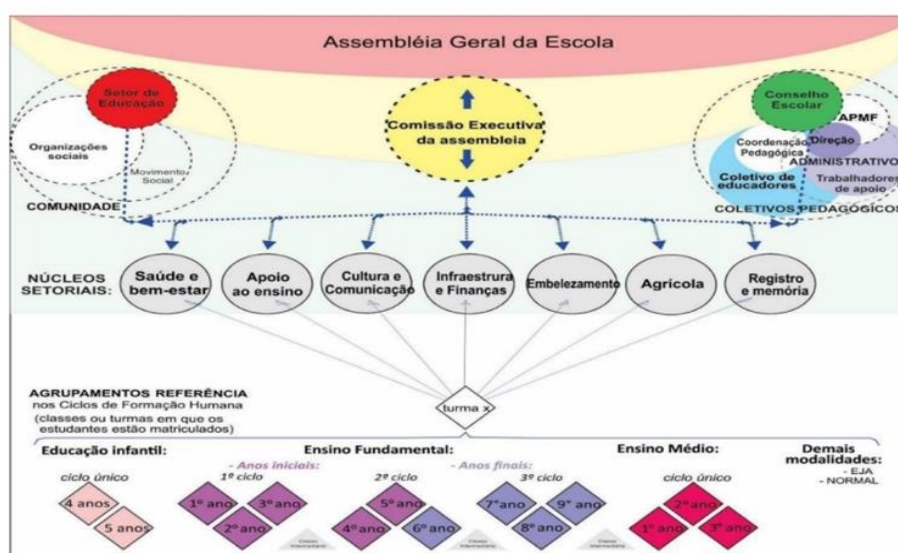 Assembléia Geral da Escola
Setor de
Educação
Organizações
sociais
Movimento
Social
COMUNIDADE
Comissão Executiva
da assembleia
Conselho
Escolar
APMF
Coordenação
Pedagógica
Direção
ADMINISTRATIVO
Coletivo de
educadores
Trabalhadores
de apoio
COLETIVOS PEDAGÓGICOS
NÚCLEOS
SETORIAIS:
Saúde e
bem-estar
Apoio
ao ensino
Cultura e
Comunicação
Infraestrura
e Finanças
Embelezamento
Agrícola
Registro
e memória
AGRUPAMENTOS REFERÊNCIA
nos Ciclos de Formação Humana
(classes ou turmas em que os
estudantes estão matriculados)
turma x
Educação infantil:
ciclo único
4 anos
5 anos
Ensino Fundamental:
- Anos iniciais:
1º ciclo
1º ano
3º ano
2º ano
2º ciclo
5º ano
4º ano
6º ano
- Anos finais:
3º ciclo
7º ano
9º ano
8º ano
Ensino Médio:
ciclo único
2º ano
1º ano
3º ano
Demais
modalidades:
- EJA
- NORMAL